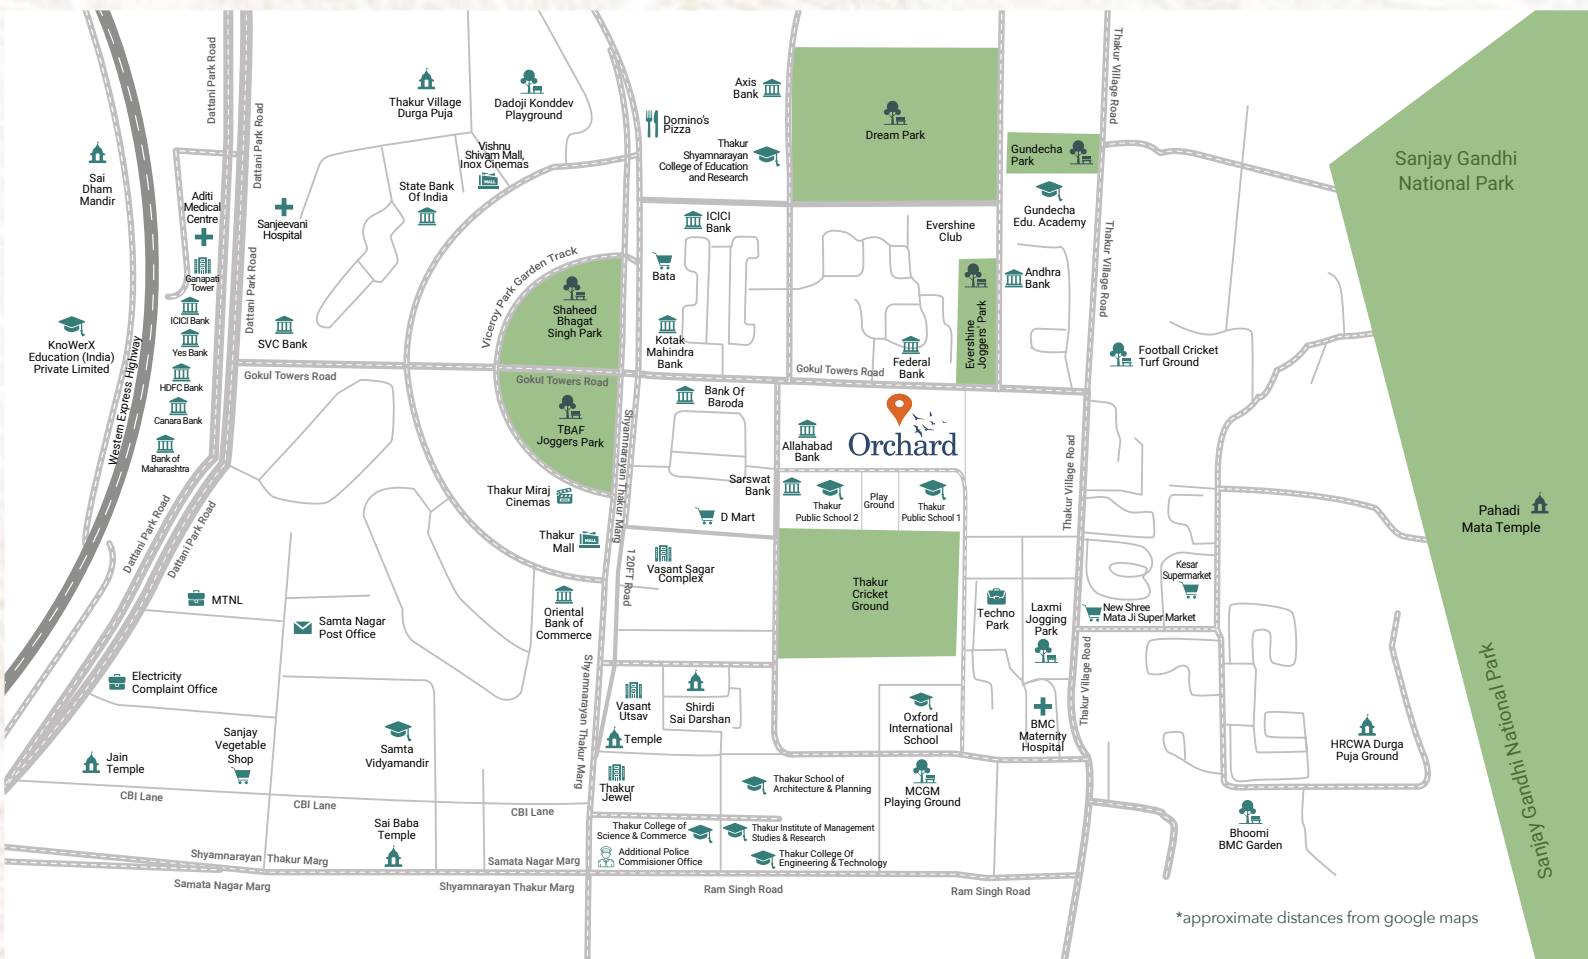 Dattani Park Road
Dattani Park Road
Dattani Park Road
Thakur Village
Durga Puja
Dadoji Konddev
Playground
Axis
Bank
Domino's
Pizza
Dream Park
Thakur Village Road
Gundecha
Park
Sanjay Gandhi
National Park
Sai
Dham
Mandir
Vishnu
Shivam Mall,
Inox Cinemas
Thakur
Shyamnarayan
College of Education
and Research
Aditi
Medical
Centre
Sanjeevani
Hospital
State Bank
Of India
ICICI
Bank
Evershine
Club
Gundecha
Edu. Academy
Thakur Village Road
Ganapati
Tower
Viceroy Park Garden Track
Bata
Andhra
Bank
ICICI Bank
Shaheed
Bhagat
Singh Park
Evershine
Joggers' Park
KnoWerX
Education (India)
Private Limited
Yes Bank
SVC Bank
Kotak
Mahindra
Bank
Federal
Bank
Football Cricket
Turf Ground
Western Express Highway
HDFC Bank
Gokul Towers Road
Gokul Towers Road
Gokul Towers Road
Canara Bank
TBAF
Joggers Park
Bank Of
Baroda
Allahabad
Bank
Orchard
Bank of
Maharashtra
Shyamnarayan Thakur Marg
Thakur Village Road
Thakur Miraj
Cinemas
Sarswat
Bank
Thakur
Public School 2
Play
Ground
Thakur
Public School 1
Pahadi
Mata Temple
Dattani Park Road
Dattani Park Road
D Mart
Thakur
Mall
120FT Road
Vasant Sagar
Complex
Thakur
Cricket
Ground
Kesar
Supermarket
MTNL
Samta Nagar
Post Office
Oriental
Bank of
Commerce
Techno
Park
Laxmi
Jogging
Park
New Shree
Mata Ji Super Market
Electricity
Complaint Office
Shyamnarayan Thakur Marg
Vasant
Utsav
Shirdi
Sai Darshan
Thakur Village Road
Sanjay Gandhi National Park
Oxford
International
School
BMC
Maternity
Hospital
Temple
Jain
Temple
Sanjay
Vegetable
Shop
Samta
Vidyamandir
HRCWA Durga
Puja Ground
Thakur
Jewel
Thakur School of
Architecture & Planning
MCGM
Playing Ground
CBI Lane
CBI Lane
CBI Lane
Sai Baba
Temple
Thakur College of
Science & Commerce
Thakur Institute of Management
Studies & Research
Bhoomi
BMC Garden
Shyamnarayan Thakur Marg
Samata Nagar Marg
Additional Police
Commisioner Office
Thakur College Of
Engineering & Technology
Samata Nagar Marg
Shyamnarayan Thakur Marg
Ram Singh Road
Ram Singh Road
*approximate distances from google maps